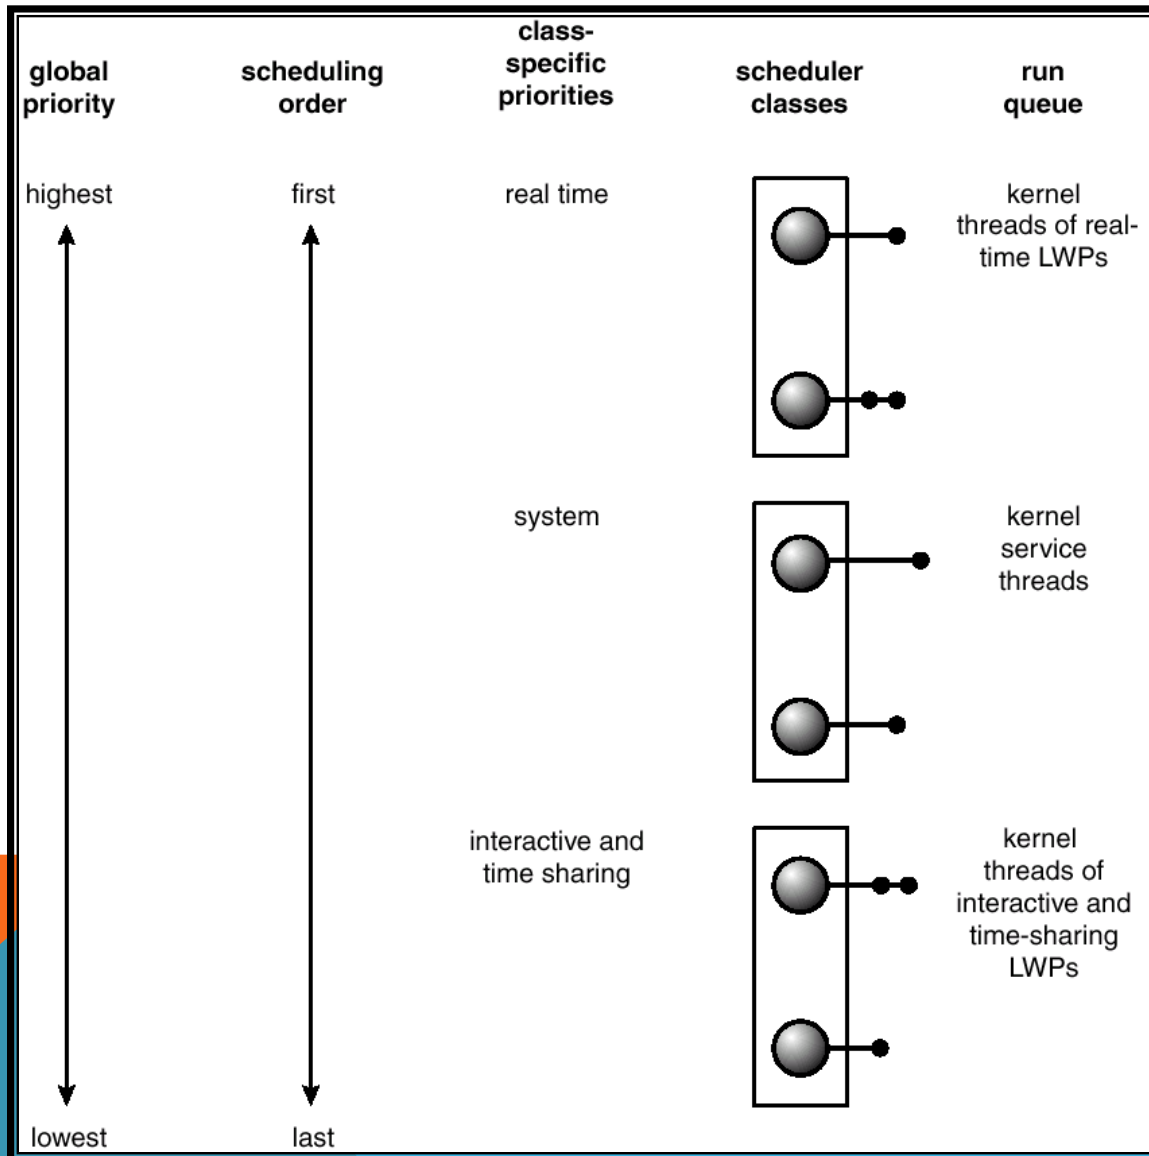 global
priority
scheduling
order
class-
specific
priorities
scheduler
classes
run
queue
highest
first
real time
kernel
threads of real-
time LWPs
system
kernel
service
threads
interactive and
time sharing
kernel
threads of
interactive and
time-sharing
LWPs
lowest
last